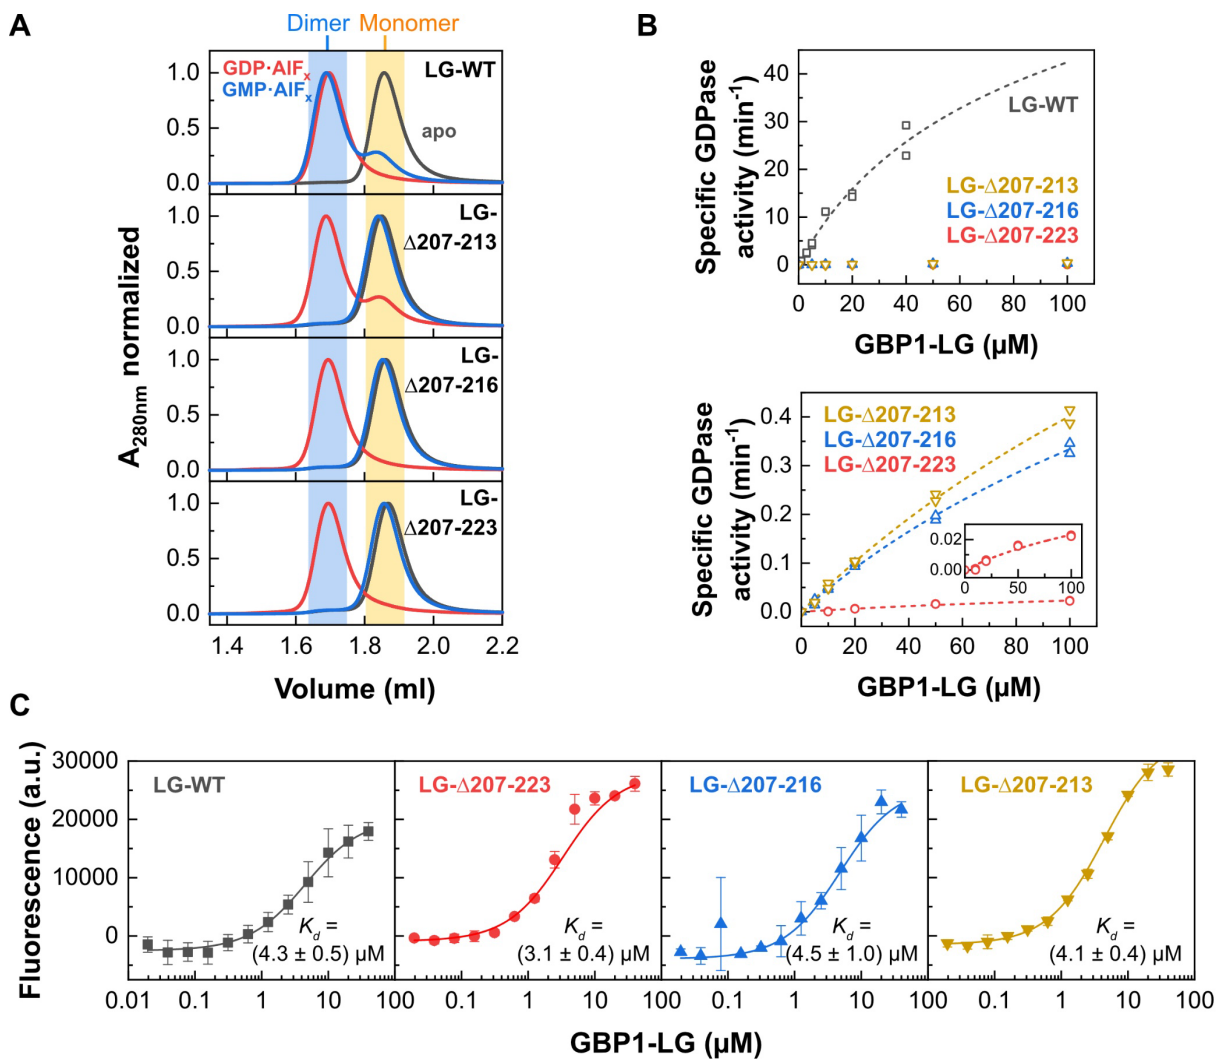 A
Dimer Monomer
GDP·AlFx
GMP·AlFx
LG-WT
apo
1.0
0.5
0.0
LG-
Δ207-213
1.0
0.5
0.0
LG-
Δ207-216
1.0
0.5
0.0
LG-
Δ207-223
1.0
0.5
0.0
A280nm normalized
1.4 1.6 1.8 2.0 2.2
Volume (ml)
B
Specific GDPase
activity (min-1)
40
30
20
10
0
LG-WT
LG-Δ207-213
LG-Δ207-216
LG-Δ207-223
0 20 40 60 80 100
GBP1-LG (µM)
Specific GDPase
activity (min-1)
0.4
0.3
0.2
0.1
0.0
LG-Δ207-213
LG-Δ207-216
LG-Δ207-223
0.02
0.00
0 50 100
0 20 40 60 80 100
GBP1-LG (µM)
C
Fluorescence (a.u.)
30000
20000
10000
0
LG-WT
Kd =
(4.3 ± 0.5) µM
LG-Δ207-223
Kd =
(3.1 ± 0.4) µM
LG-Δ207-216
Kd =
(4.5 ± 1.0) µM
LG-Δ207-213
Kd =
(4.1 ± 0.4) µM
0.01 0.1 1 10 100 0.1 1 10 100 0.1 1 10 100 0.1 1 10 100
GBP1-LG (µM)